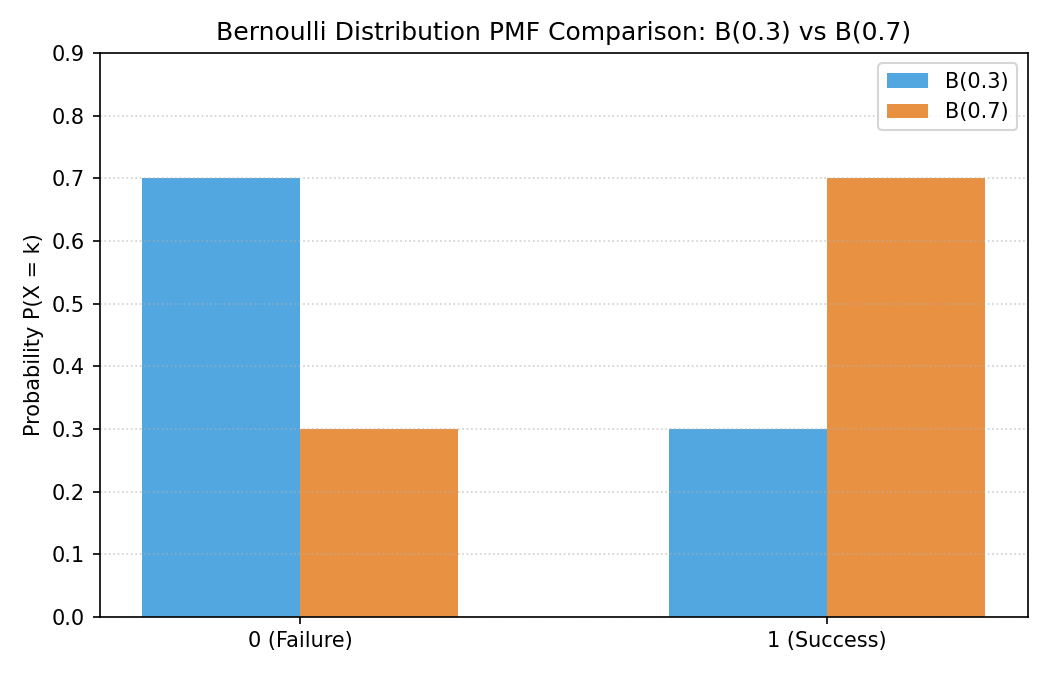 Bernoulli Distribution PMF Comparison: B(0.3) vs B(0.7)
B(0.3)
B(0.7)
Probability P(X = k)
0.9
0.8
0.7
0.6
0.5
0.4
0.3
0.2
0.1
0.0
0 (Failure)
1 (Success)